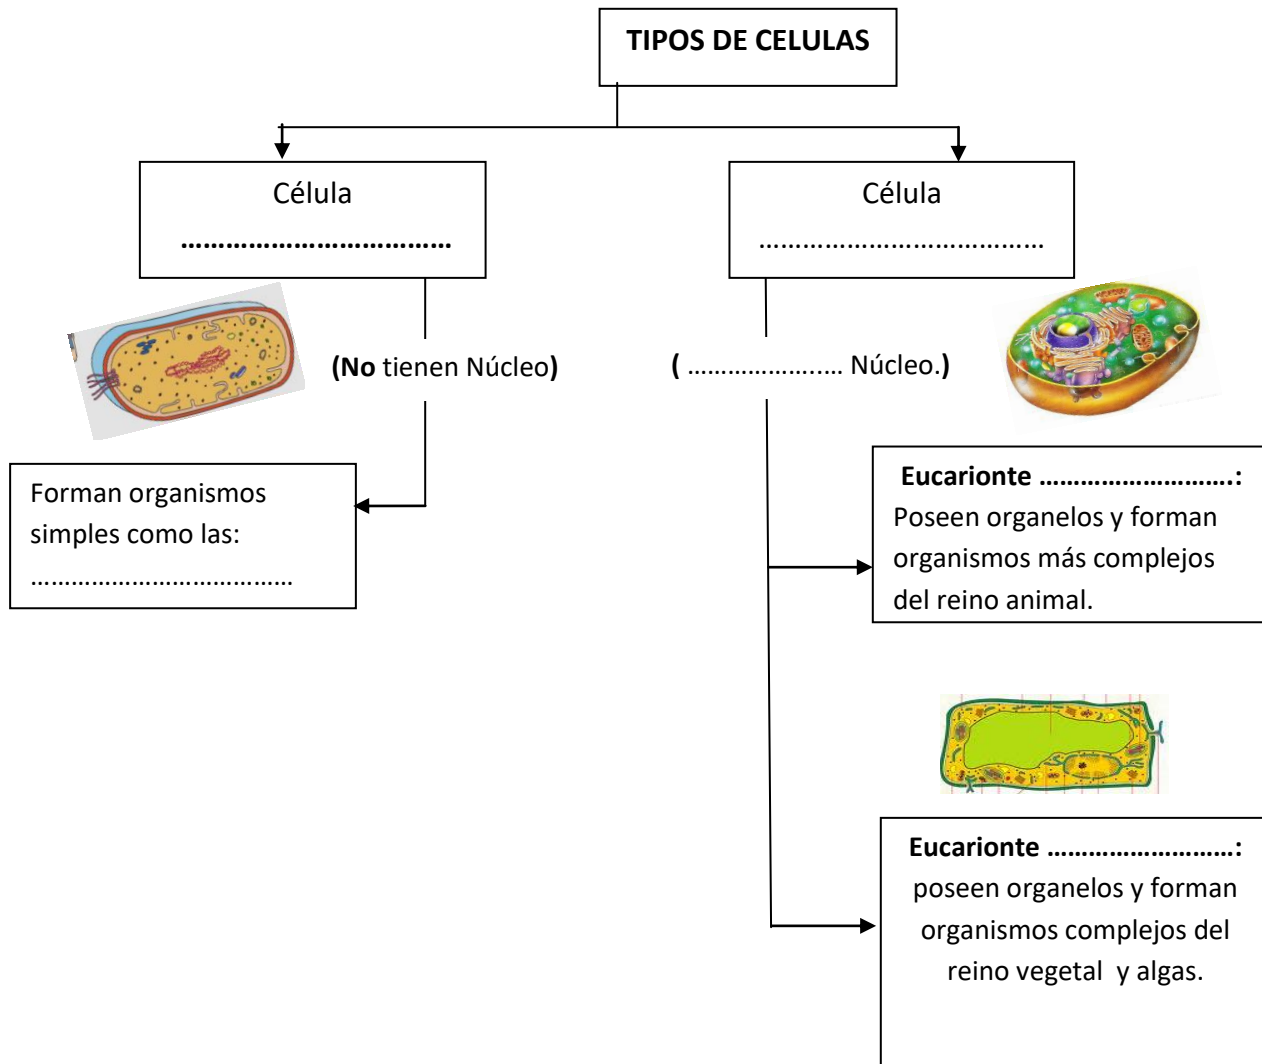 TIPOS DE CELULAS
Célula
………………………………
Célula
…………………………………
(No tienen Núcleo)
( ………………..… Núcleo.)
Forman organismos
simples como las:
………………………………
Eucarionte ……………………….:
Poseen organelos y forman
organismos más complejos
del reino animal.
Eucarionte ………………………:
poseen organelos y forman
organismos complejos del
reino vegetal  y algas.